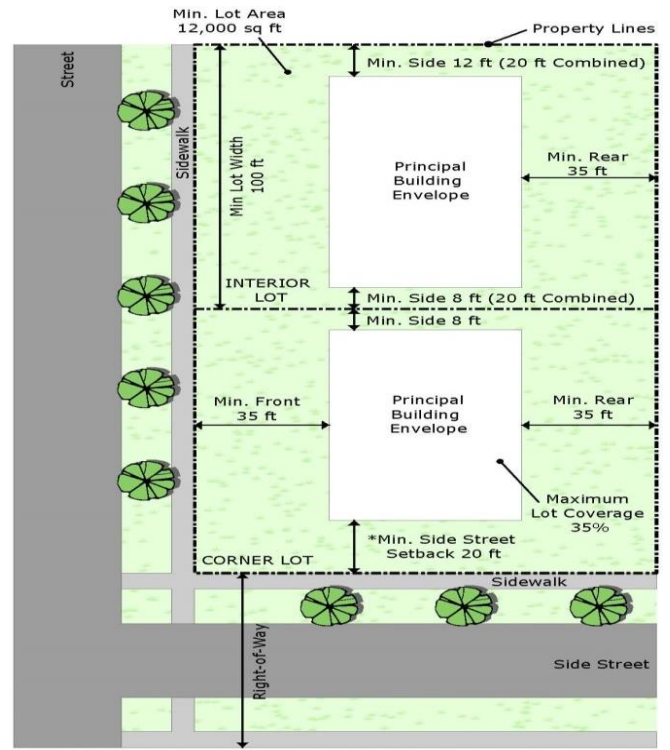 Min. Lot Area
12,000 sq ft
Property Lines
Street
Min. Side 12 ft (20 ft Combined)
Sidewalk
Min Lot Width
100 ft
Principal
Building
Envelope
Min. Rear
35 ft
INTERIOR
LOT
Min. Side 8 ft (20 ft Combined)
Min. Side 8 ft
Min. Front
35 ft
Principal
Building
Envelope
Min. Rear
35 ft
Maximum
Lot Coverage
35%
*Min. Side Street
Setback 20 ft
CORNER LOT
Sidewalk
Right-of-Way
Side Street